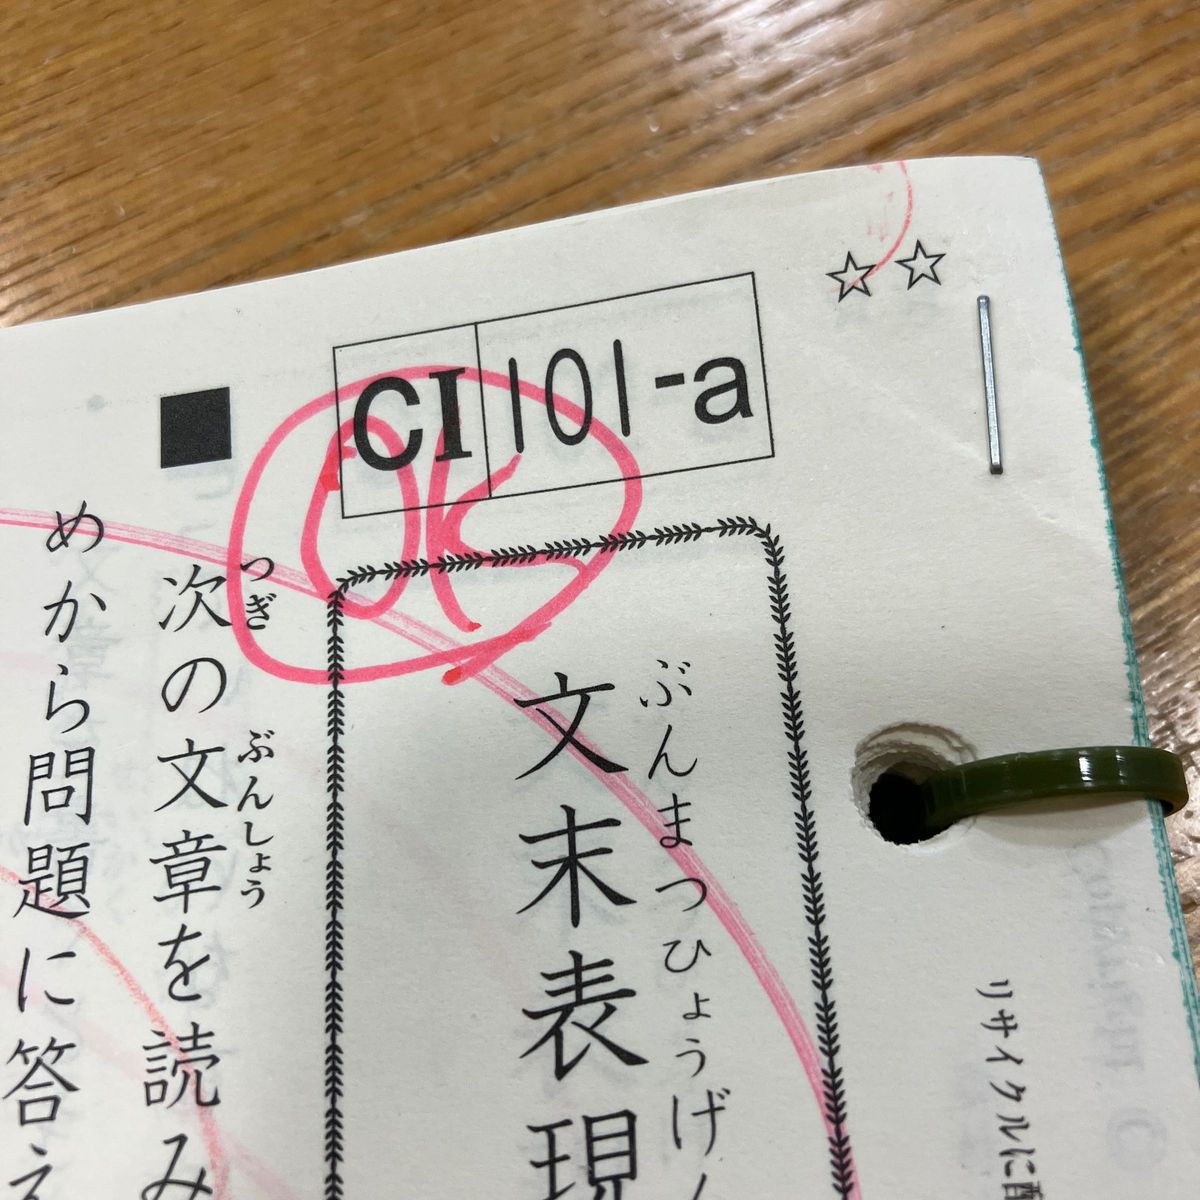 ☆☆
CI 101-a
OK
ぶんまつひょうげん
文末表現
■
つぎ
ぶんしょう
次の文章を読み
めから問題に答え
リサイクルに配